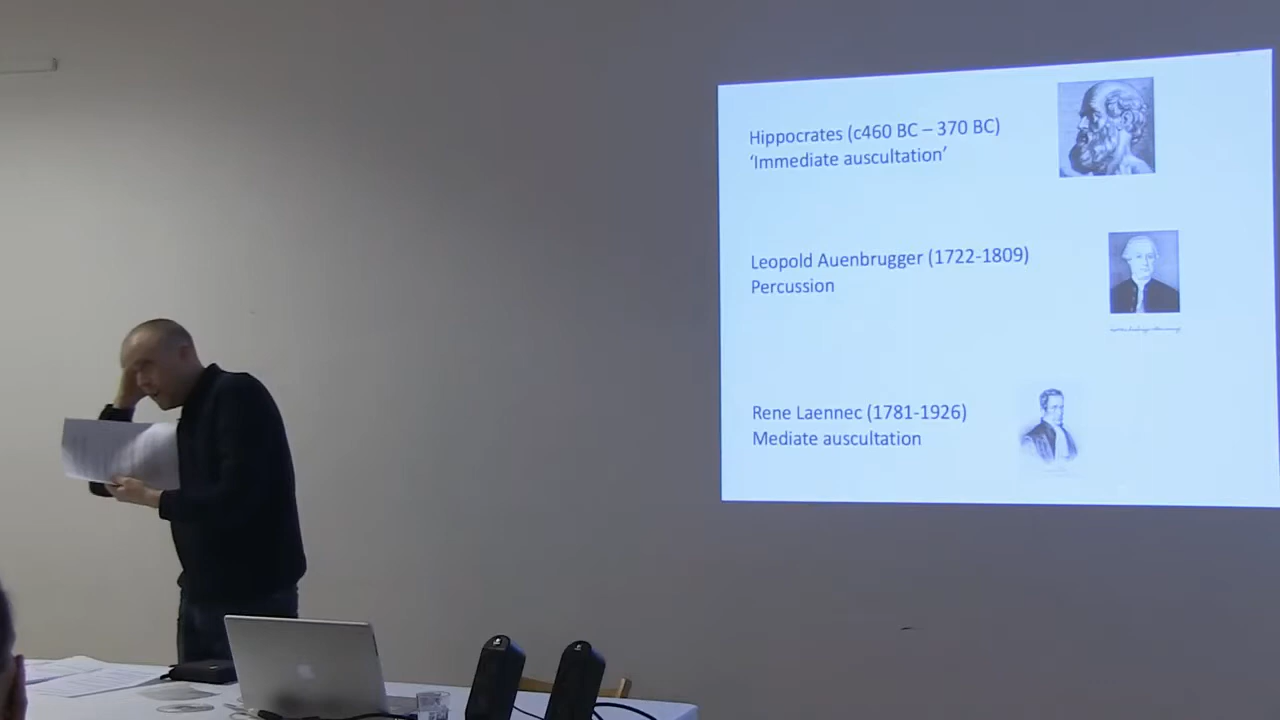 Hippocrates (c460 BC – 370 BC)
‘Immediate auscultation’
Leopold Auenbrugger (1722-1809)
Percussion
Rene Laennec (1781-1926)
Mediate auscultation